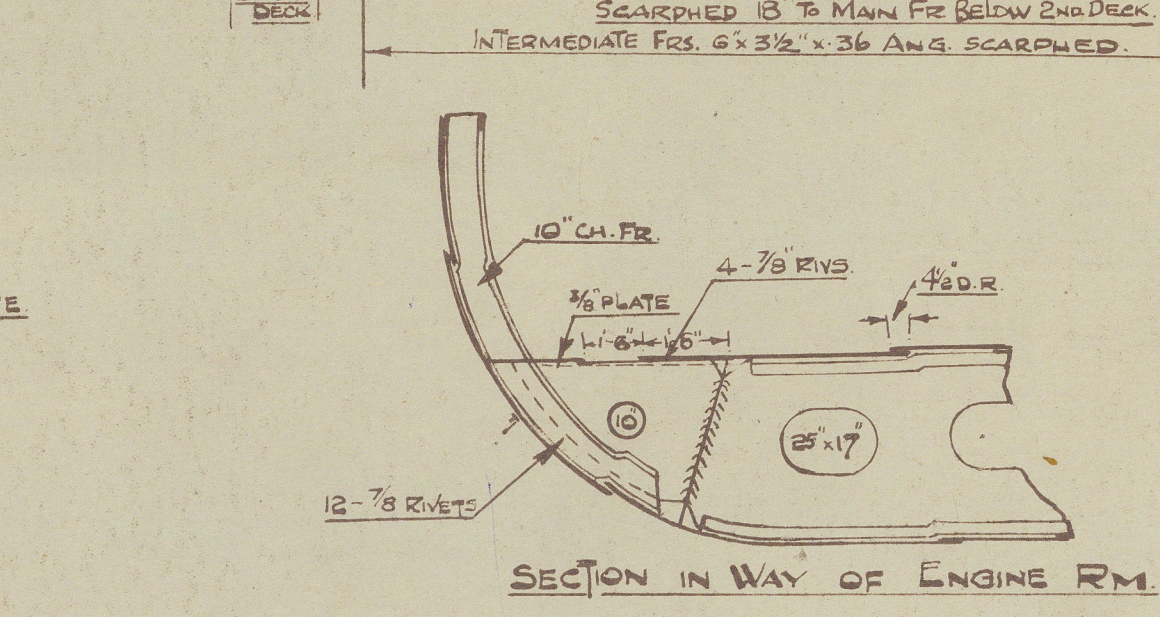 DECK
SCARPHED 18" TO MAIN FR BELOW 2ND DECK.
INTERMEDIATE FRS. 6"x 3½"x .36 ANG. SCARPHED.
10" CH. FR.
4-7/8" RIVS.
4½" D.R.
3/8" PLATE
1'-6" 1'-6"
E
10"
25"x17"
12-7/8 RIVETS
SECTION IN WAY OF ENGINE RM.